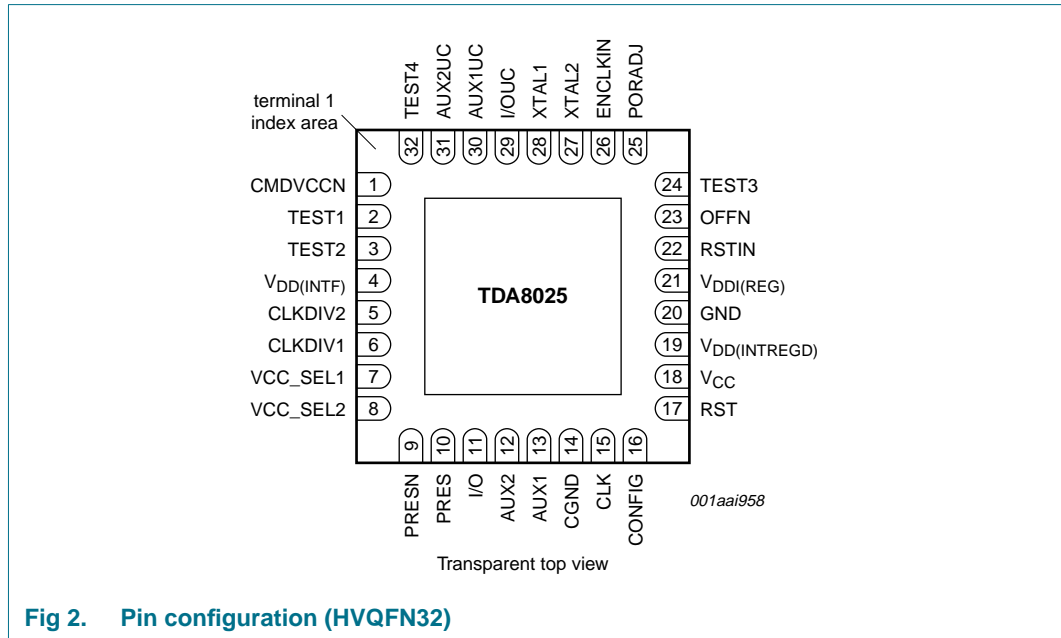 TEST4
AUX2UC
AUX1UC
I/OUC
XTAL1
XTAL2
ENCLKIN
PORADJ
terminal 1
index area
32
31
30
29
28
27
26
25
CMDVCCN 1
TEST1 2
TEST2 3
VDD(INTF) 4
CLKDIV2 5
CLKDIV1 6
VCC_SEL1 7
VCC_SEL2 8
TDA8025
24 TEST3
23 OFFN
22 RSTIN
21 VDDI(REG)
20 GND
19 VDD(INTREGD)
18 VCC
17 RST
9
10
11
12
13
14
15
16
PRESN
PRES
I/O
AUX2
AUX1
CGND
CLK
CONFIG
001aai958
Transparent top view
Fig 2. Pin configuration (HVQFN32)